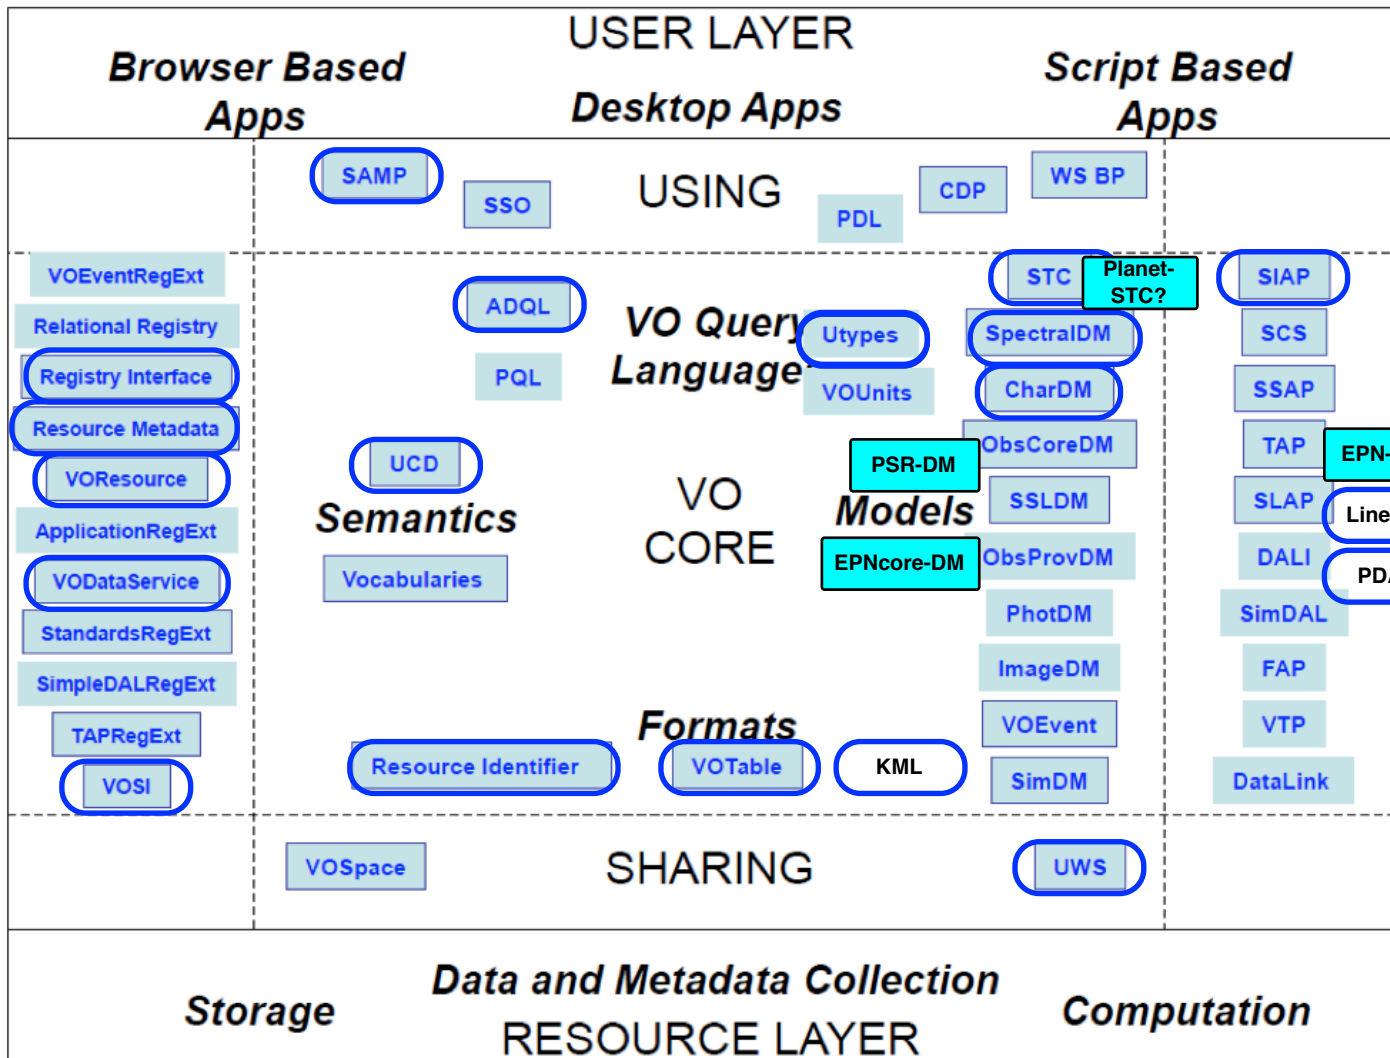 USER LAYER
Browser Based
Apps
Desktop Apps
Script Based
Apps
SAMP
SSO
USING
PDL
CDP
WS BP
VOEventRegExt
Relational Registry
Registry Interface
Resource Metadata
VOResource
ApplicationRegExt
VODataService
StandardsRegExt
SimpleDALRegExt
TAPRegExt
VOSI
ADQL
PQL
VO Query
Language
UCD
Semantics
Vocabularies
VO
CORE
Formats
Resource Identifier
VOTable
KML
Utypes
VOUnits
PSR-DM
Models
EPNcore-DM
STC
Planet-
STC?
SpectralDM
CharDM
ObsCoreDM
SSLDM
ObsProvDM
PhotDM
ImageDM
VOEvent
SimDM
SIAP
SCS
SSAP
TAP
EPN-
SLAP
Line
DALI
SimDAL
FAP
VTP
DataLink
VOSpace
SHARING
UWS
Storage
Data and Metadata Collection
RESOURCE LAYER
Computation